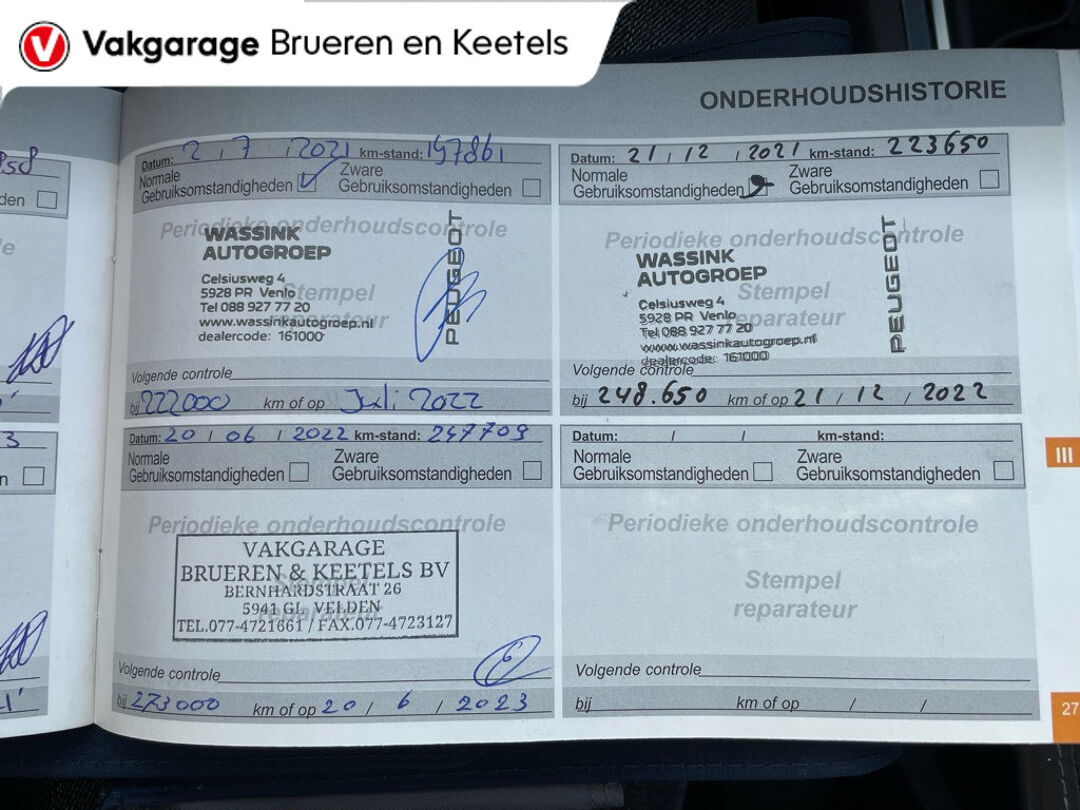 Vakgarage Brueren en Keetels
ONDERHOUDSHISTORIE
Datum: 2 / 7 / 2021 km-stand: 197861
Normale
Gebruiksomstandigheden
Zware
Gebruiksomstandigheden
Periodieke onderhoudscontrole
WASSINK
AUTOGROEP
Celsiusweg 4
5928 PR Venlo
Tel 088 927 77 20
www.wassinkautogroep.nl
dealercode: 161000
PEUGEOT
Stempel
reparateur
Volgende controle
bij 222000 km of op Juli 2022
Datum: 21 / 12 / 2021 km-stand: 223650
Normale
Gebruiksomstandigheden
Zware
Gebruiksomstandigheden
Periodieke onderhoudscontrole
WASSINK
AUTOGROEP
Celsiusweg 4
5928 PR Venlo
Tel 088 927 77 20
www.wassinkautogroep.nl
dealercode: 161000
PEUGEOT
Stempel
reparateur
Volgende controle
bij 248.650 km of op 21 / 12 / 2022
Datum: 20 / 06 / 2022 km-stand: 247709
Normale
Gebruiksomstandigheden
Zware
Gebruiksomstandigheden
Periodieke onderhoudscontrole
Stempel
reparateur
VAKGARAGE
BRUEREN & KEETELS BV
BERNHARDSTRAAT 26
5941 GL VELDEN
TEL.077-4721661 / FAX.077-4723127
Volgende controle
bij 273000 km of op 20 / 6 / 2023
Datum: / / km-stand:
Normale
Gebruiksomstandigheden
Zware
Gebruiksomstandigheden
Periodieke onderhoudscontrole
Stempel
reparateur
Volgende controle
bij km of op / /
III
27